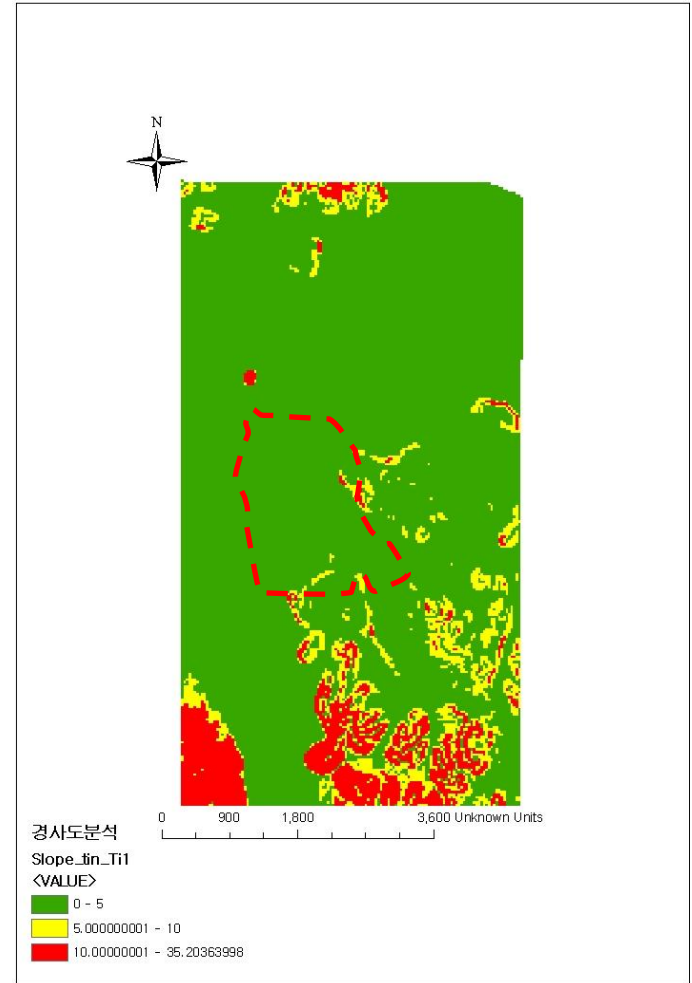 N
0 900 1,800 3,600 Unknown Units
경사도분석
Slope_tin_Ti1
<VALUE>
0 - 5
5.000000001 - 10
10.00000001 - 35.20363998